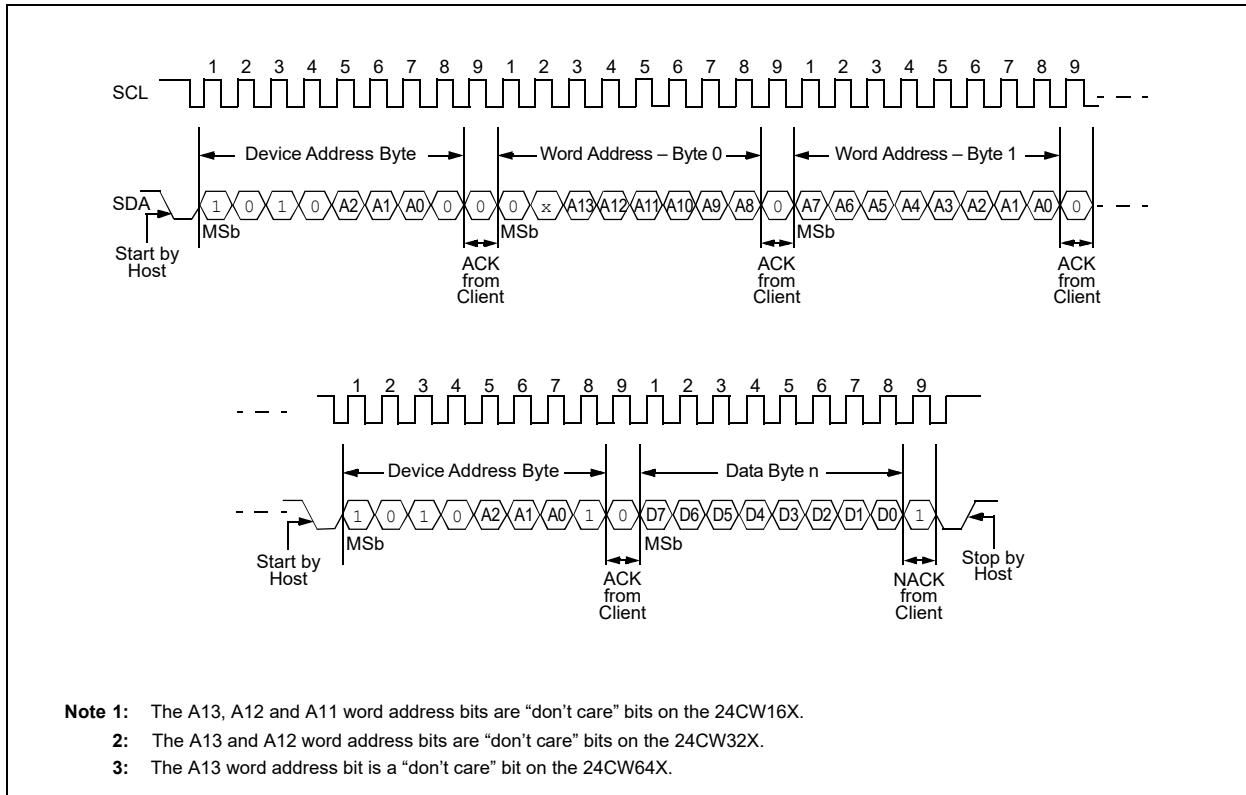 1 2 3 4 5 6 7 8 9 1 2 3 4 5 6 7 8 9 1 2 3 4 5 6 7 8 9
SCL
Device Address Byte Word Address – Byte 0 Word Address – Byte 1
SDA 1 0 1 0 A2 A1 A0 0 0 0 x A13 A12 A11 A10 A9 A8 0 A7 A6 A5 A4 A3 A2 A1 A0 0
MSb MSb MSb
Start by
Host
ACK
from
Client
ACK
from
Client
ACK
from
Client
1 2 3 4 5 6 7 8 9 1 2 3 4 5 6 7 8 9
Device Address Byte Data Byte n
1 0 1 0 A2 A1 A0 1 0 D7 D6 D5 D4 D3 D2 D1 D0 1
MSb MSb
Start by
Host
ACK
from
Client
NACK
from
Client
Stop by
Host
Note 1: The A13, A12 and A11 word address bits are “don’t care” bits on the 24CW16X.
2: The A13 and A12 word address bits are “don’t care” bits on the 24CW32X.
3: The A13 word address bit is a “don’t care” bit on the 24CW64X.